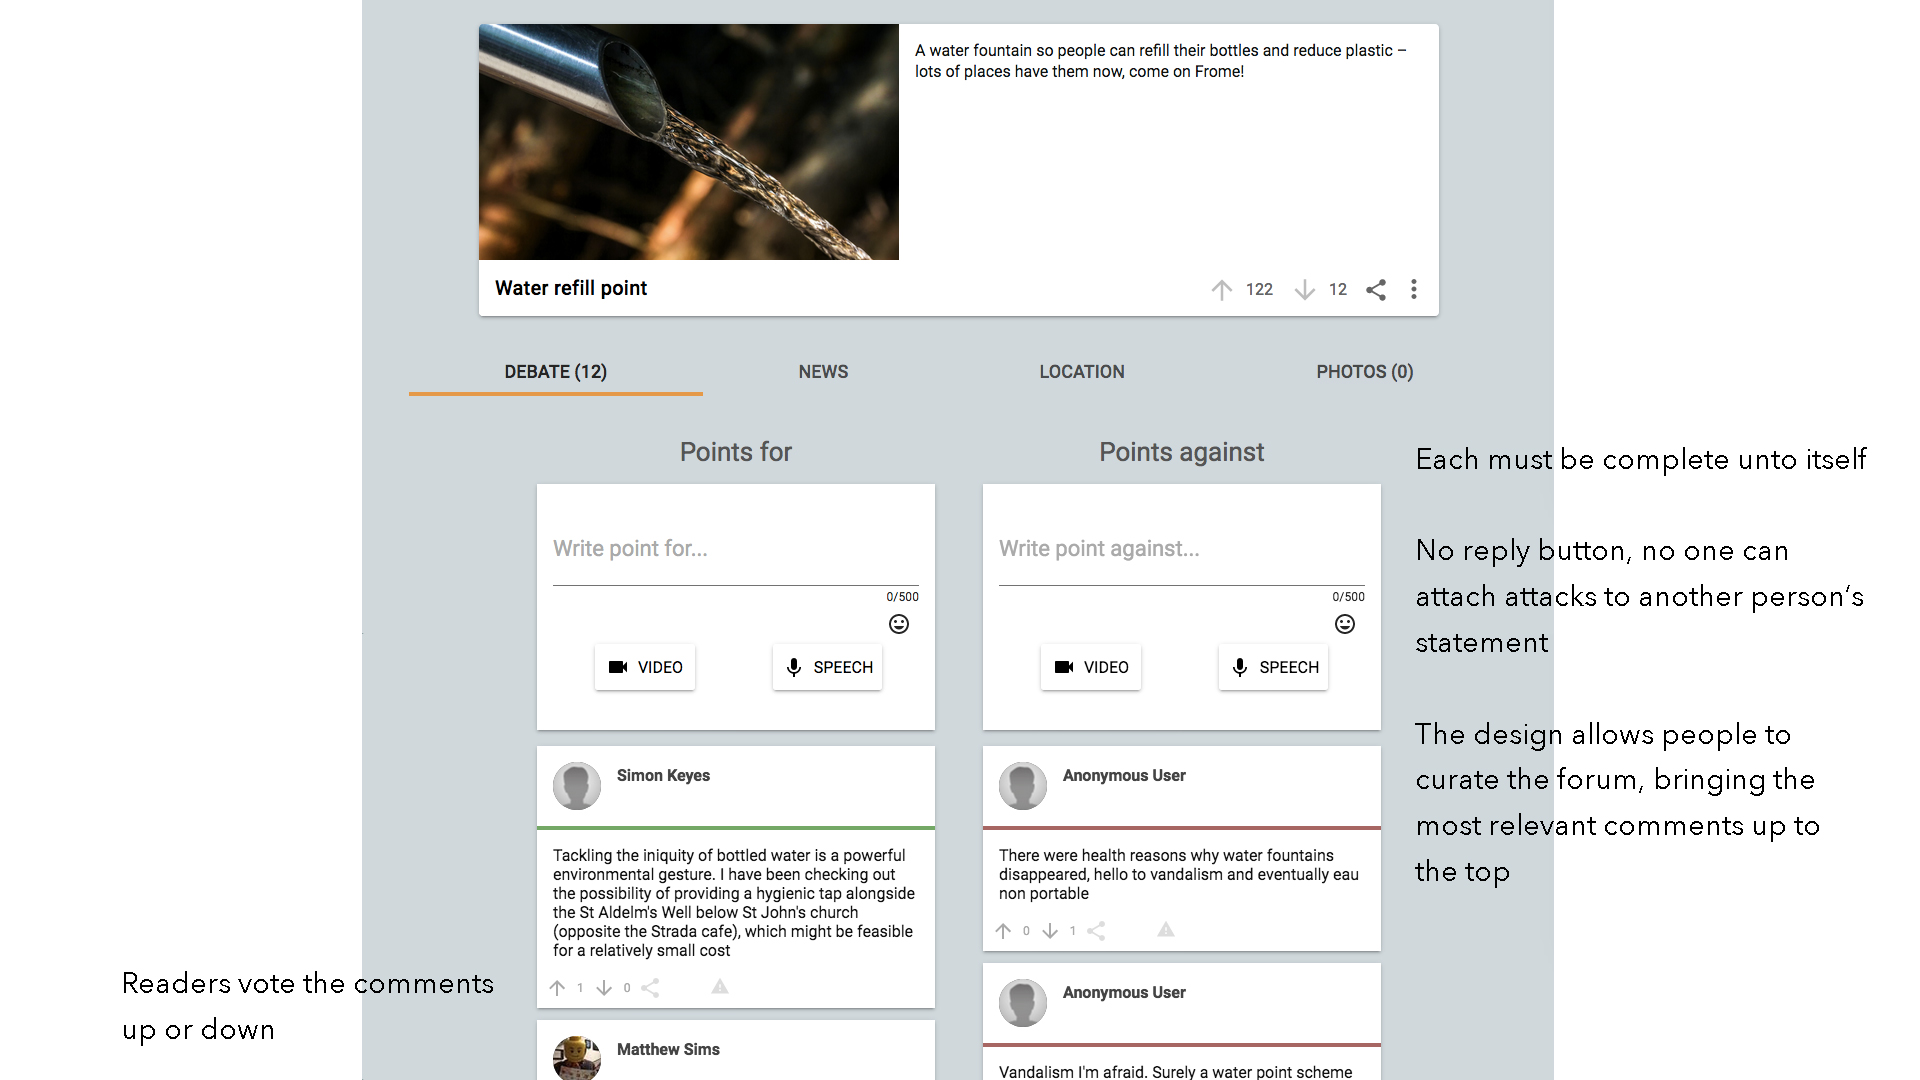 A water fountain so people can refill their bottles and reduce plastic –
lots of places have them now, come on Frome!
Water refill point
122
12
DEBATE (12)
NEWS
LOCATION
PHOTOS (0)
Points for
Points against
Write point for...
0/500
VIDEO
SPEECH
Write point against...
0/500
VIDEO
SPEECH
Simon Keyes
Tackling the iniquity of bottled water is a powerful
environmental gesture. I have been checking out
the possibility of providing a hygienic tap alongside
the St Aldelm's Well below St John's church
(opposite the Strada cafe), which might be feasible
for a relatively small cost
1
0
Matthew Sims
Anonymous User
There were health reasons why water fountains
disappeared, hello to vandalism and eventually eau
non portable
0
1
Anonymous User
Vandalism I'm afraid. Surely a water point scheme
Each must be complete unto itself
No reply button, no one can
attach attacks to another person's
statement
The design allows people to
curate the forum, bringing the
most relevant comments up to
the top
Readers vote the comments
up or down